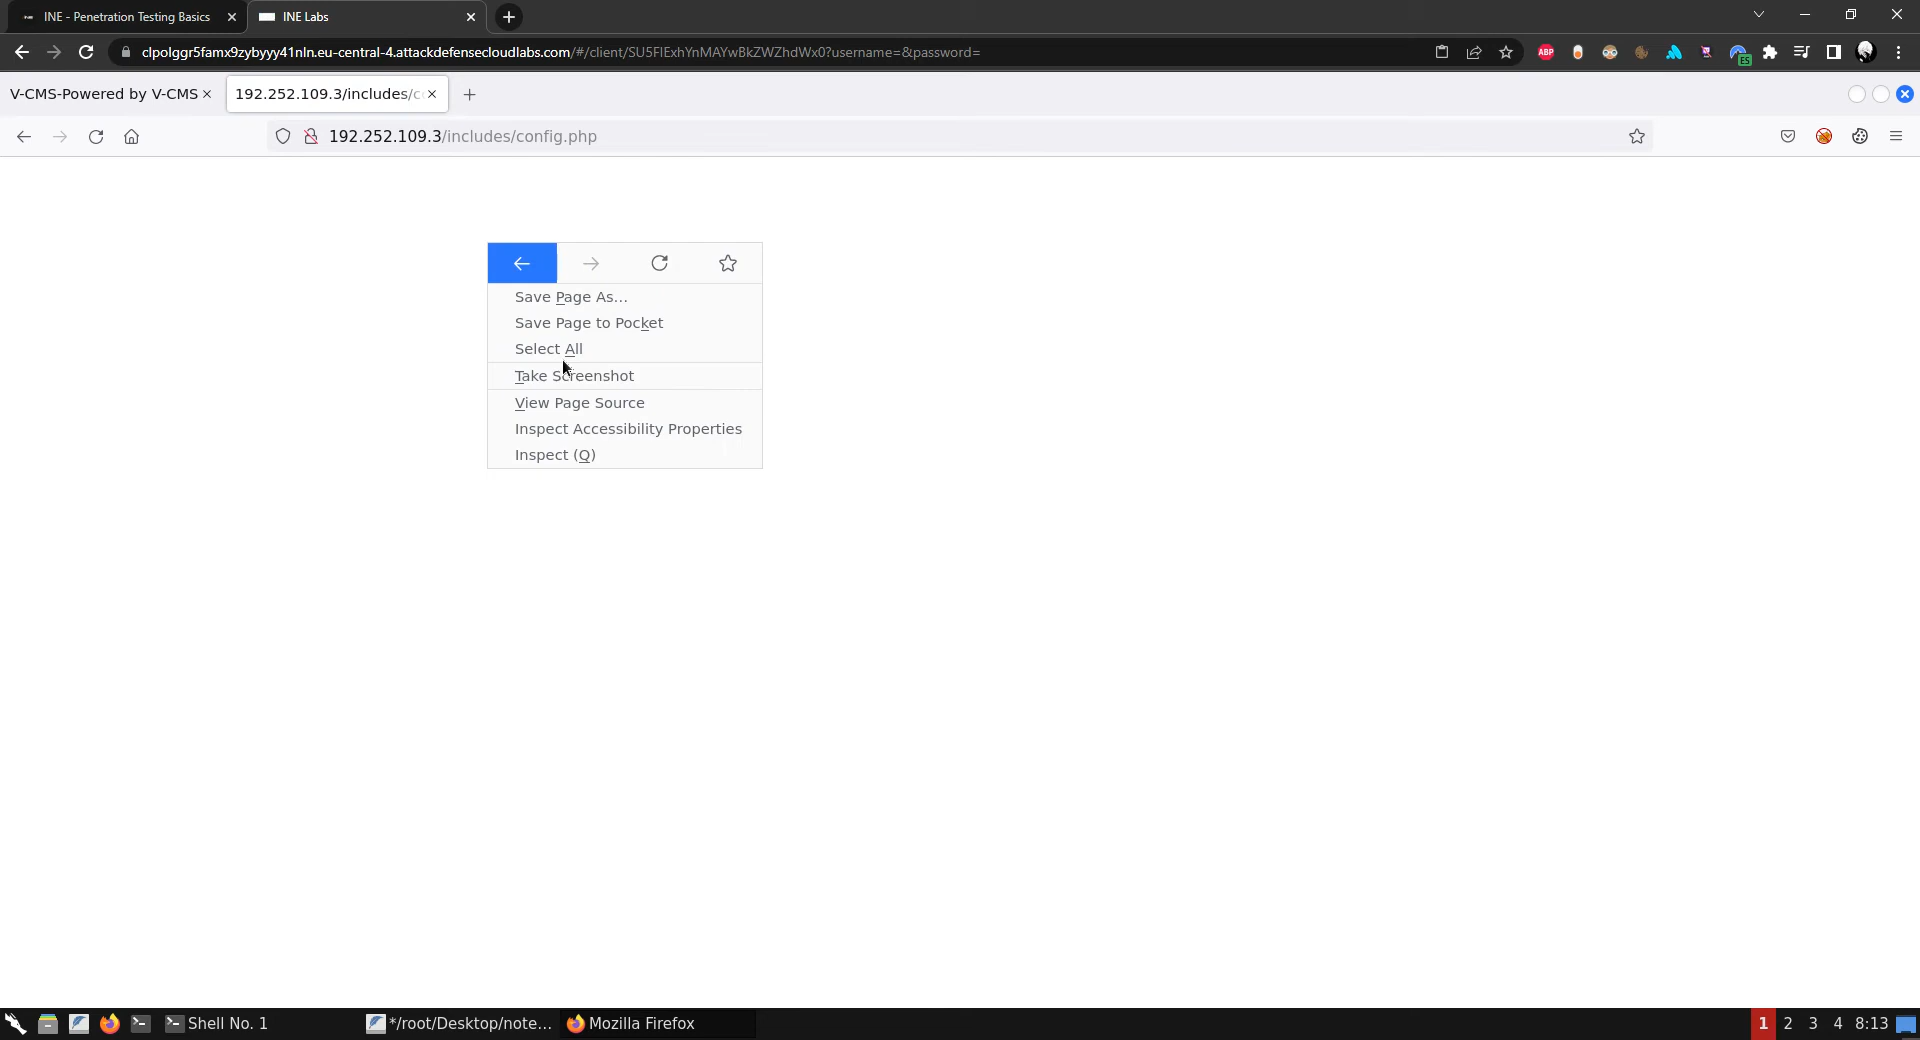 INE - Penetration Testing Basics
INE Labs
clpolggr5famx9zybyyy41nln.eu-central-4.attackdefensecloudlabs.com/#/client/SU5FIExhYnMAYwBkZWZhdWx0?username=&password=
ABP
ES
V-CMS-Powered by V-CMS
192.252.109.3/includes/c
192.252.109.3/includes/config.php
Save Page As...
Save Page to Pocket
Select All
Take Screenshot
View Page Source
Inspect Accessibility Properties
Inspect (Q)
Shell No. 1
*/root/Desktop/note...
Mozilla Firefox
1 2 3 4 8:13